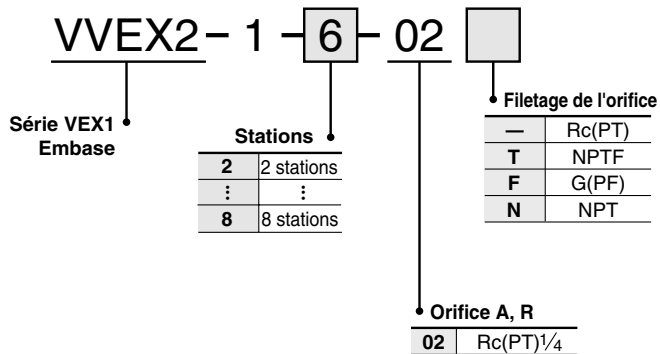 VVEX2-1-6-02
Série VEX1
Embase
Stations
2 2 stations
⋮ ⋮
8 8 stations
Filetage de l'orifice
— Rc(PT)
T NPTF
F G(PF)
N NPT
Orifice A, R
02 Rc(PT)1/4